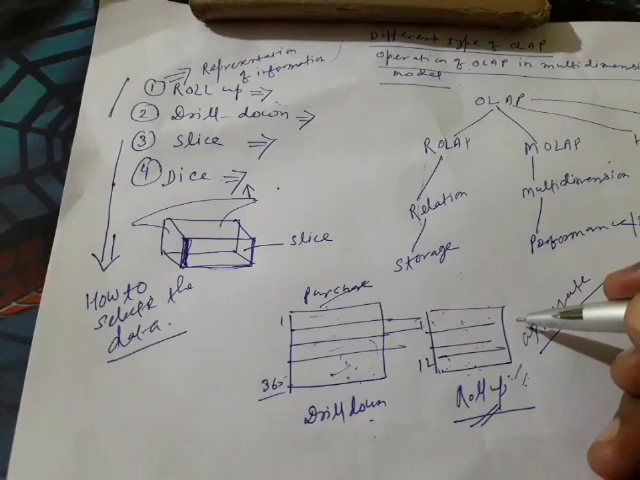 Different type of OLAP
Operation of OLAP in multidimens
model
Representation
of information
1 ROLL up
2 Drill-down
3 Slice
4 Dice
slice
How to
select the
data.
OLAP
ROLAP
MOLAP
H
Relation
Multidimension
Storage
Performance
Purchase
1
365
Drill down
1
12
Roll up